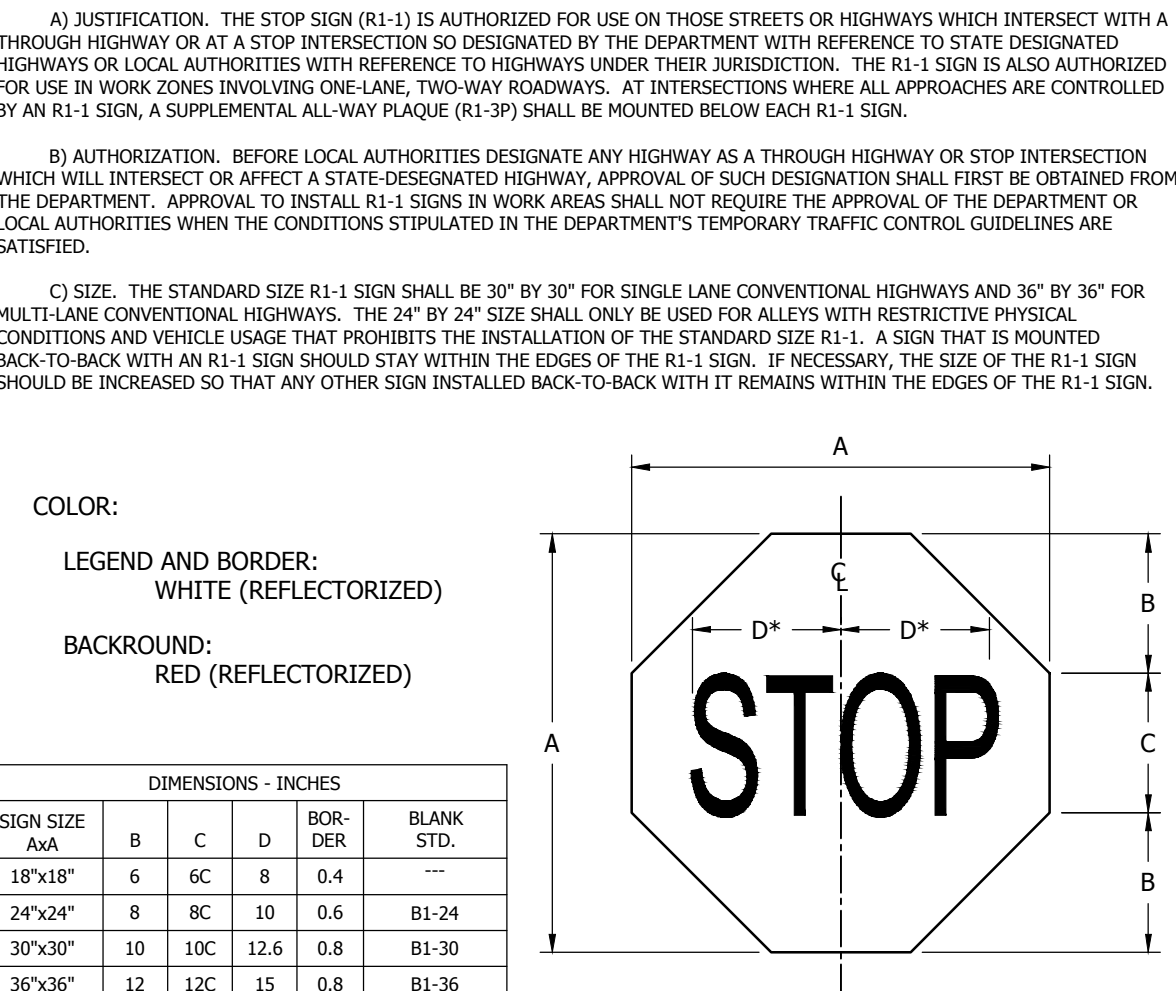 A) JUSTIFICATION. THE STOP SIGN (R1-1) IS AUTHORIZED FOR USE ON THOSE STREETS OR HIGHWAYS WHICH INTERSECT WITH A
THROUGH HIGHWAY OR AT A STOP INTERSECTION SO DESIGNATED BY THE DEPARTMENT WITH REFERENCE TO STATE DESIGNATED
HIGHWAYS OR LOCAL AUTHORITIES WITH REFERENCE TO HIGHWAYS UNDER THEIR JURISDICTION. THE R1-1 SIGN IS ALSO AUTHORIZED
FOR USE IN WORK ZONES INVOLVING ONE-LANE, TWO-WAY ROADWAYS. AT INTERSECTIONS WHERE ALL APPROACHES ARE CONTROLLED
BY AN R1-1 SIGN, A SUPPLEMENTAL ALL-WAY PLAQUE (R1-3P) SHALL BE MOUNTED BELOW EACH R1-1 SIGN.
B) AUTHORIZATION. BEFORE LOCAL AUTHORITIES DESIGNATE ANY HIGHWAY AS A THROUGH HIGHWAY OR STOP INTERSECTION
WHICH WILL INTERSECT OR AFFECT A STATE-DESEGNATED HIGHWAY, APPROVAL OF SUCH DESIGNATION SHALL FIRST BE OBTAINED FROM
THE DEPARTMENT. APPROVAL TO INSTALL R1-1 SIGNS IN WORK AREAS SHALL NOT REQUIRE THE APPROVAL OF THE DEPARTMENT OR
LOCAL AUTHORITIES WHEN THE CONDITIONS STIPULATED IN THE DEPARTMENT'S TEMPORARY TRAFFIC CONTROL GUIDELINES ARE
SATISFIED.
C) SIZE. THE STANDARD SIZE R1-1 SIGN SHALL BE 30" BY 30" FOR SINGLE LANE CONVENTIONAL HIGHWAYS AND 36" BY 36" FOR
MULTI-LANE CONVENTIONAL HIGHWAYS. THE 24" BY 24" SIZE SHALL ONLY BE USED FOR ALLEYS WITH RESTRICTIVE PHYSICAL
CONDITIONS AND VEHICLE USAGE THAT PROHIBITS THE INSTALLATION OF THE STANDARD SIZE R1-1. A SIGN THAT IS MOUNTED
BACK-TO-BACK WITH AN R1-1 SIGN SHOULD STAY WITHIN THE EDGES OF THE R1-1 SIGN. IF NECESSARY, THE SIZE OF THE R1-1 SIGN
SHOULD BE INCREASED SO THAT ANY OTHER SIGN INSTALLED BACK-TO-BACK WITH IT REMAINS WITHIN THE EDGES OF THE R1-1 SIGN.
COLOR:
LEGEND AND BORDER:
WHITE (REFLECTORIZED)
BACKROUND:
RED (REFLECTORIZED)
DIMENSIONS - INCHES
SIGN SIZE AxA B C D BOR-DER BLANK STD.
18"x18" 6 6C 8 0.4 ---
24"x24" 8 8C 10 0.6 B1-24
30"x30" 10 10C 12.6 0.8 B1-30
36"x36" 12 12C 15 0.8 B1-36
A
℄
D* D*
B
STOP
A
C
B